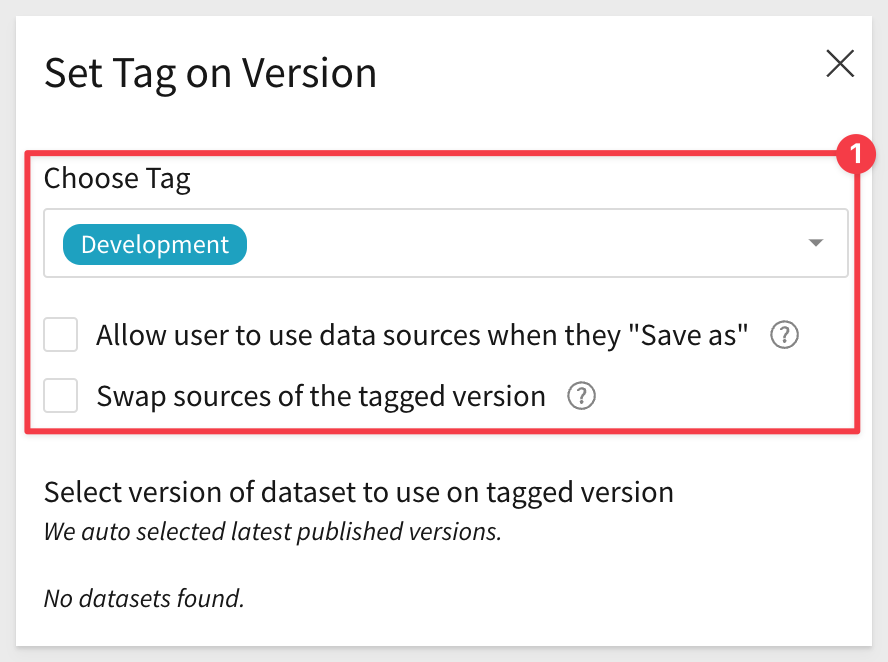 Set Tag on Version
1
Choose Tag
Development
Allow user to use data sources when they "Save as" ?
Swap sources of the tagged version ?
Select version of dataset to use on tagged version
We auto selected latest published versions.
No datasets found.